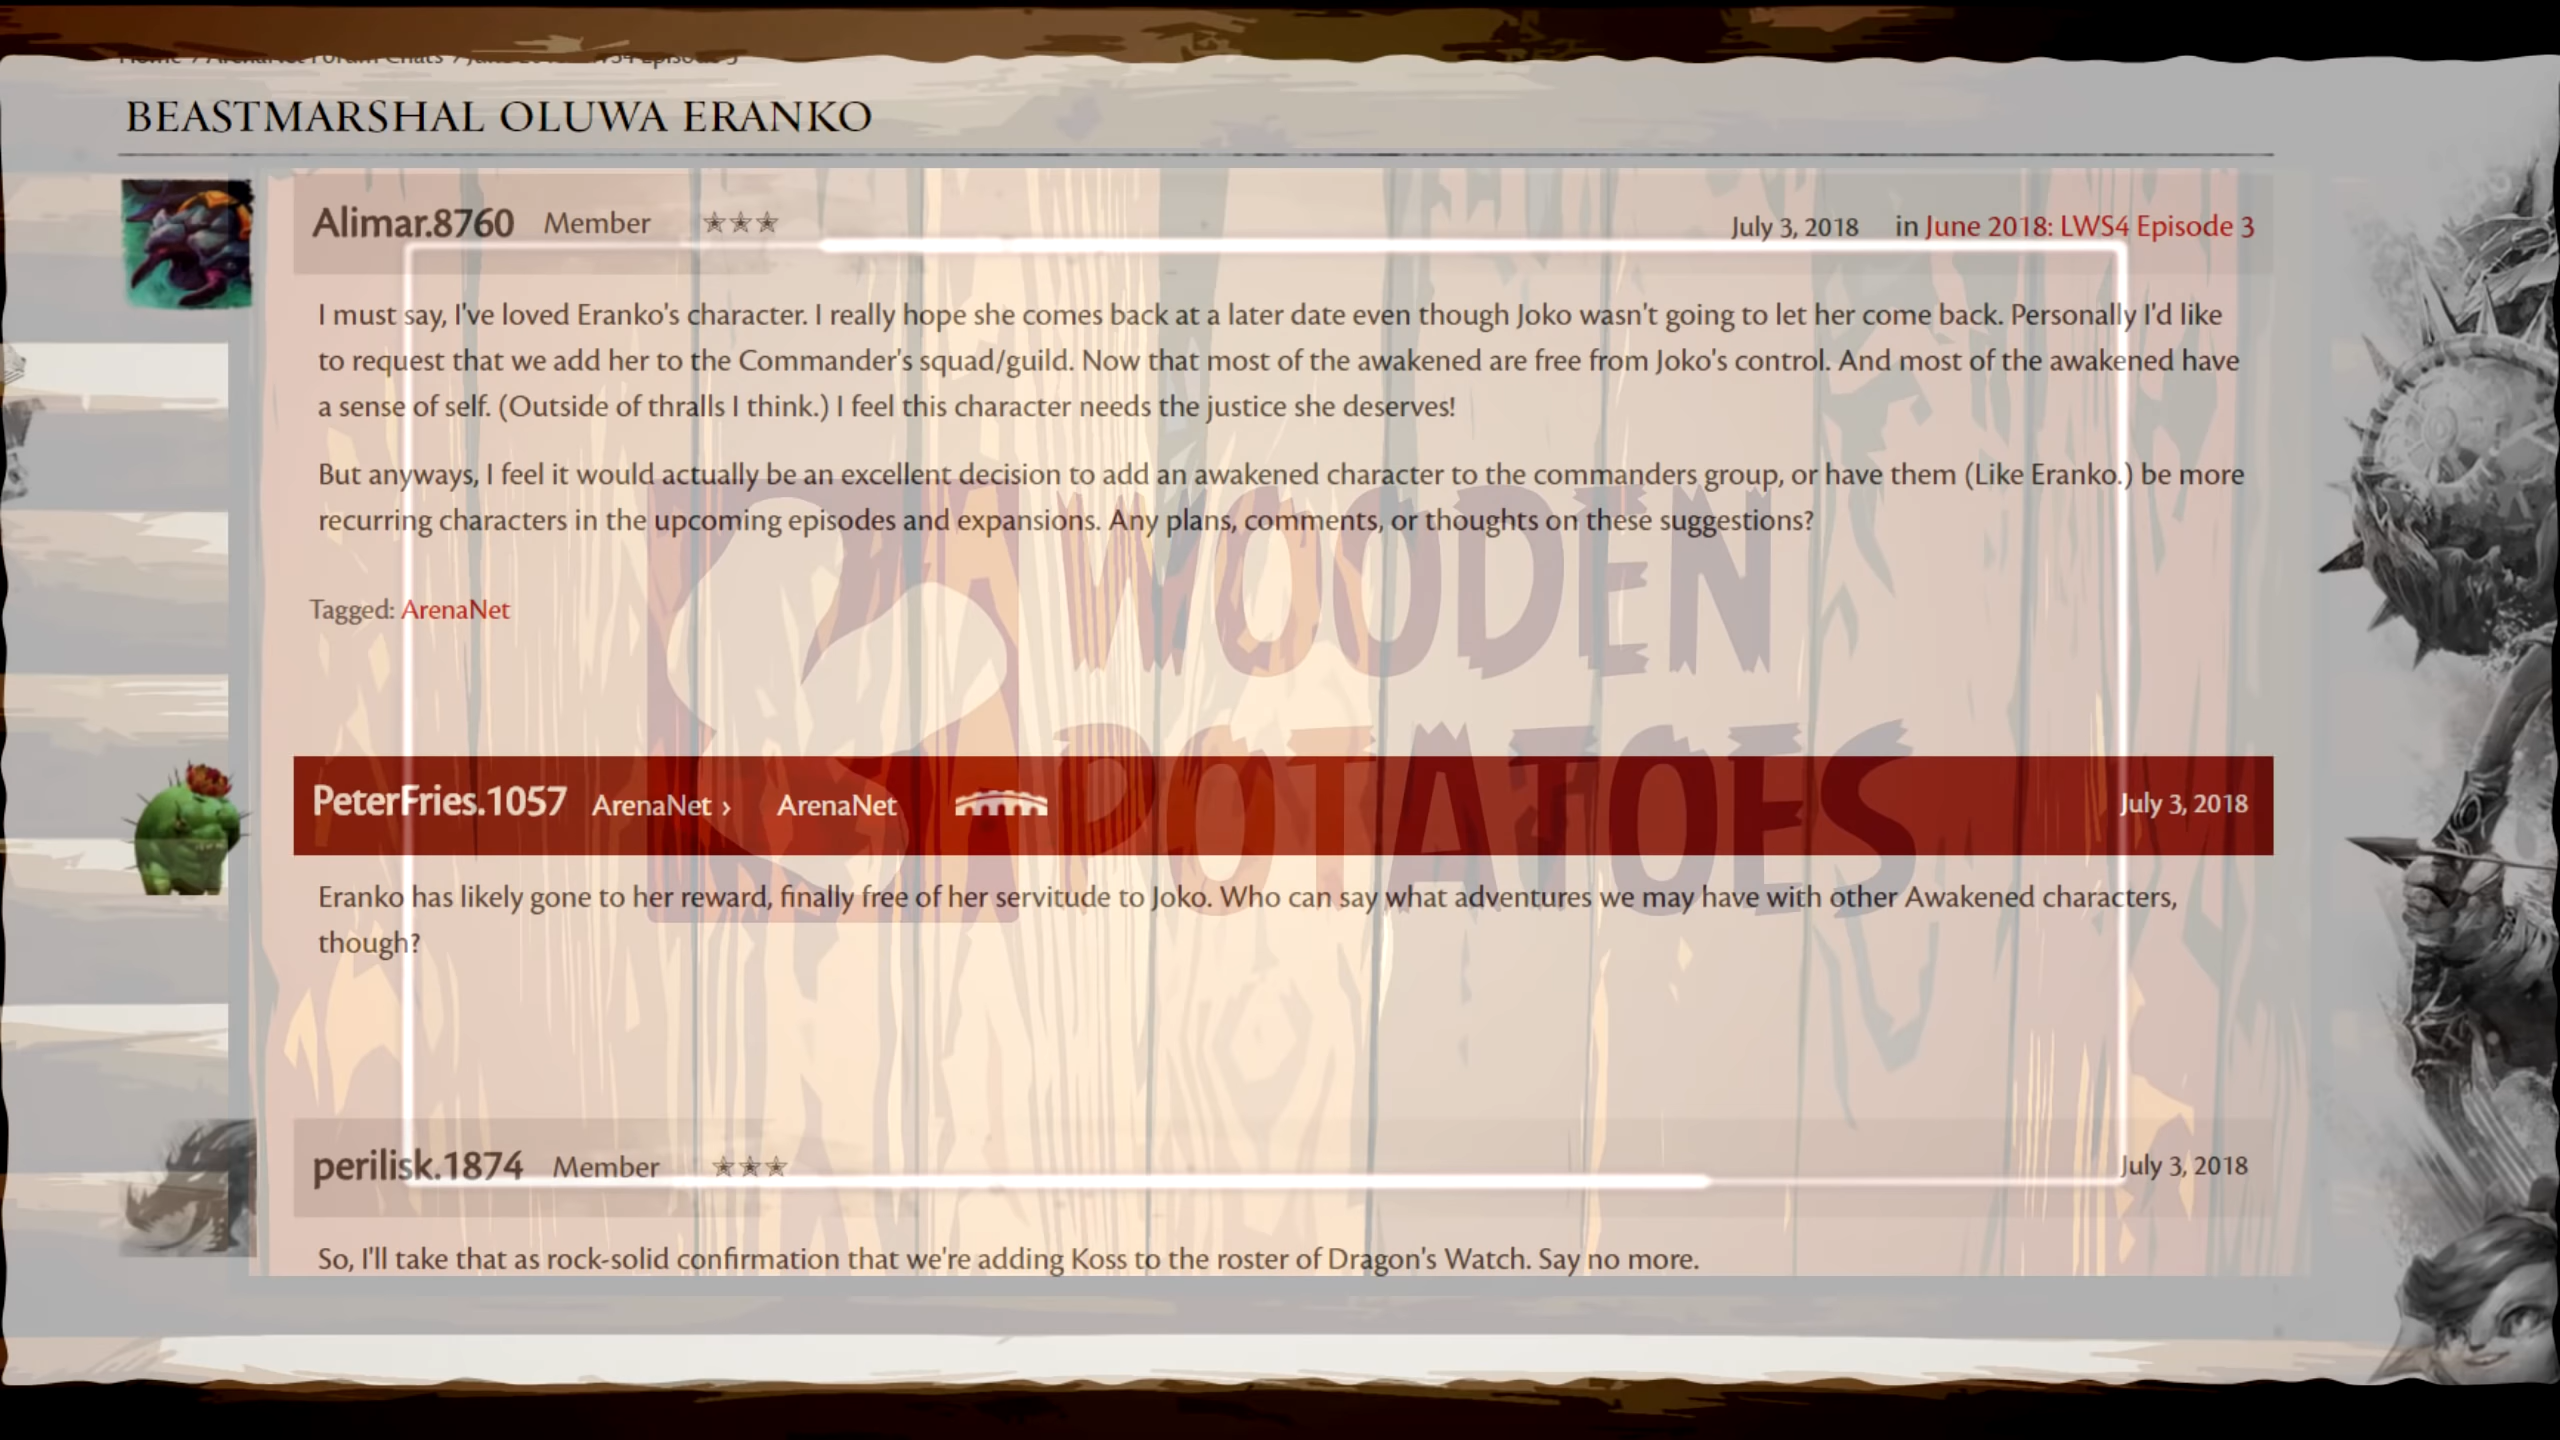 Home › ArenaNet Forum Chats › June 2018: LWS4 Episode 3
BEASTMARSHAL OLUWA ERANKO
Alimar.8760 Member ★★★ July 3, 2018 in June 2018: LWS4 Episode 3
I must say, I've loved Eranko's character. I really hope she comes back at a later date even though Joko wasn't going to let her come back. Personally I'd like
to request that we add her to the Commander's squad/guild. Now that most of the awakened are free from Joko's control. And most of the awakened have
a sense of self. (Outside of thralls I think.) I feel this character needs the justice she deserves!
But anyways, I feel it would actually be an excellent decision to add an awakened character to the commanders group, or have them (Like Eranko.) be more
recurring characters in the upcoming episodes and expansions. Any plans, comments, or thoughts on these suggestions?
WOODEN
Tagged: ArenaNet
POTATOES
PeterFries.1057 ArenaNet › ArenaNet July 3, 2018
Eranko has likely gone to her reward, finally free of her servitude to Joko. Who can say what adventures we may have with other Awakened characters,
though?
perilisk.1874 Member ★★★ July 3, 2018
So, I'll take that as rock-solid confirmation that we're adding Koss to the roster of Dragon's Watch. Say no more.